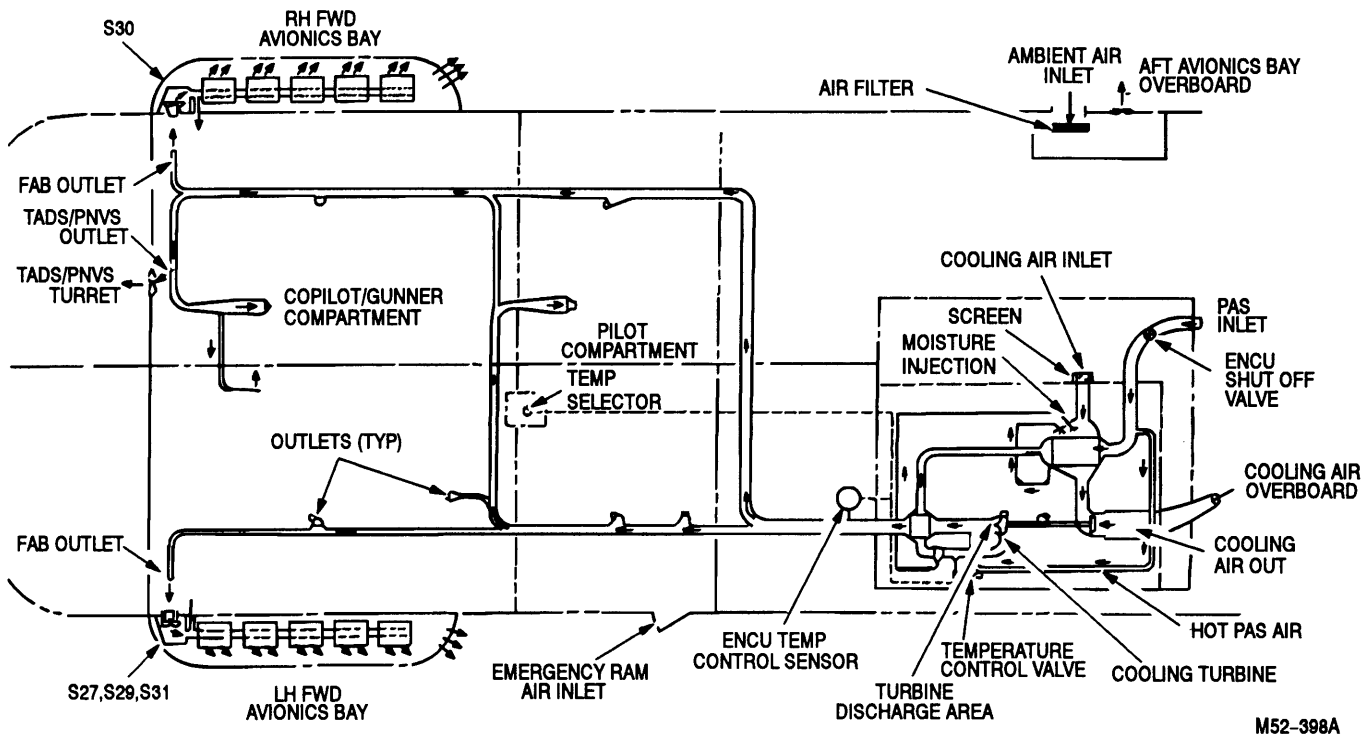 S30
RH FWD
AVIONICS BAY
AMBIENT AIR
INLET
AFT AVIONICS BAY
OVERBOARD
AIR FILTER
FAB OUTLET
TADS/PNVS
OUTLET
TADS/PNVS
TURRET
COPILOT/GUNNER
COMPARTMENT
PILOT
COMPARTMENT
TEMP
SELECTOR
COOLING AIR INLET
SCREEN
MOISTURE
INJECTION
PAS
INLET
ENCU
SHUT OFF
VALVE
OUTLETS (TYP)
COOLING AIR
OVERBOARD
FAB OUTLET
COOLING
AIR OUT
HOT PAS AIR
S27,S29,S31
LH FWD
AVIONICS BAY
EMERGENCY RAM
AIR INLET
ENCU TEMP
CONTROL SENSOR
TURBINE
DISCHARGE AREA
TEMPERATURE
CONTROL VALVE
COOLING TURBINE
M52-398A